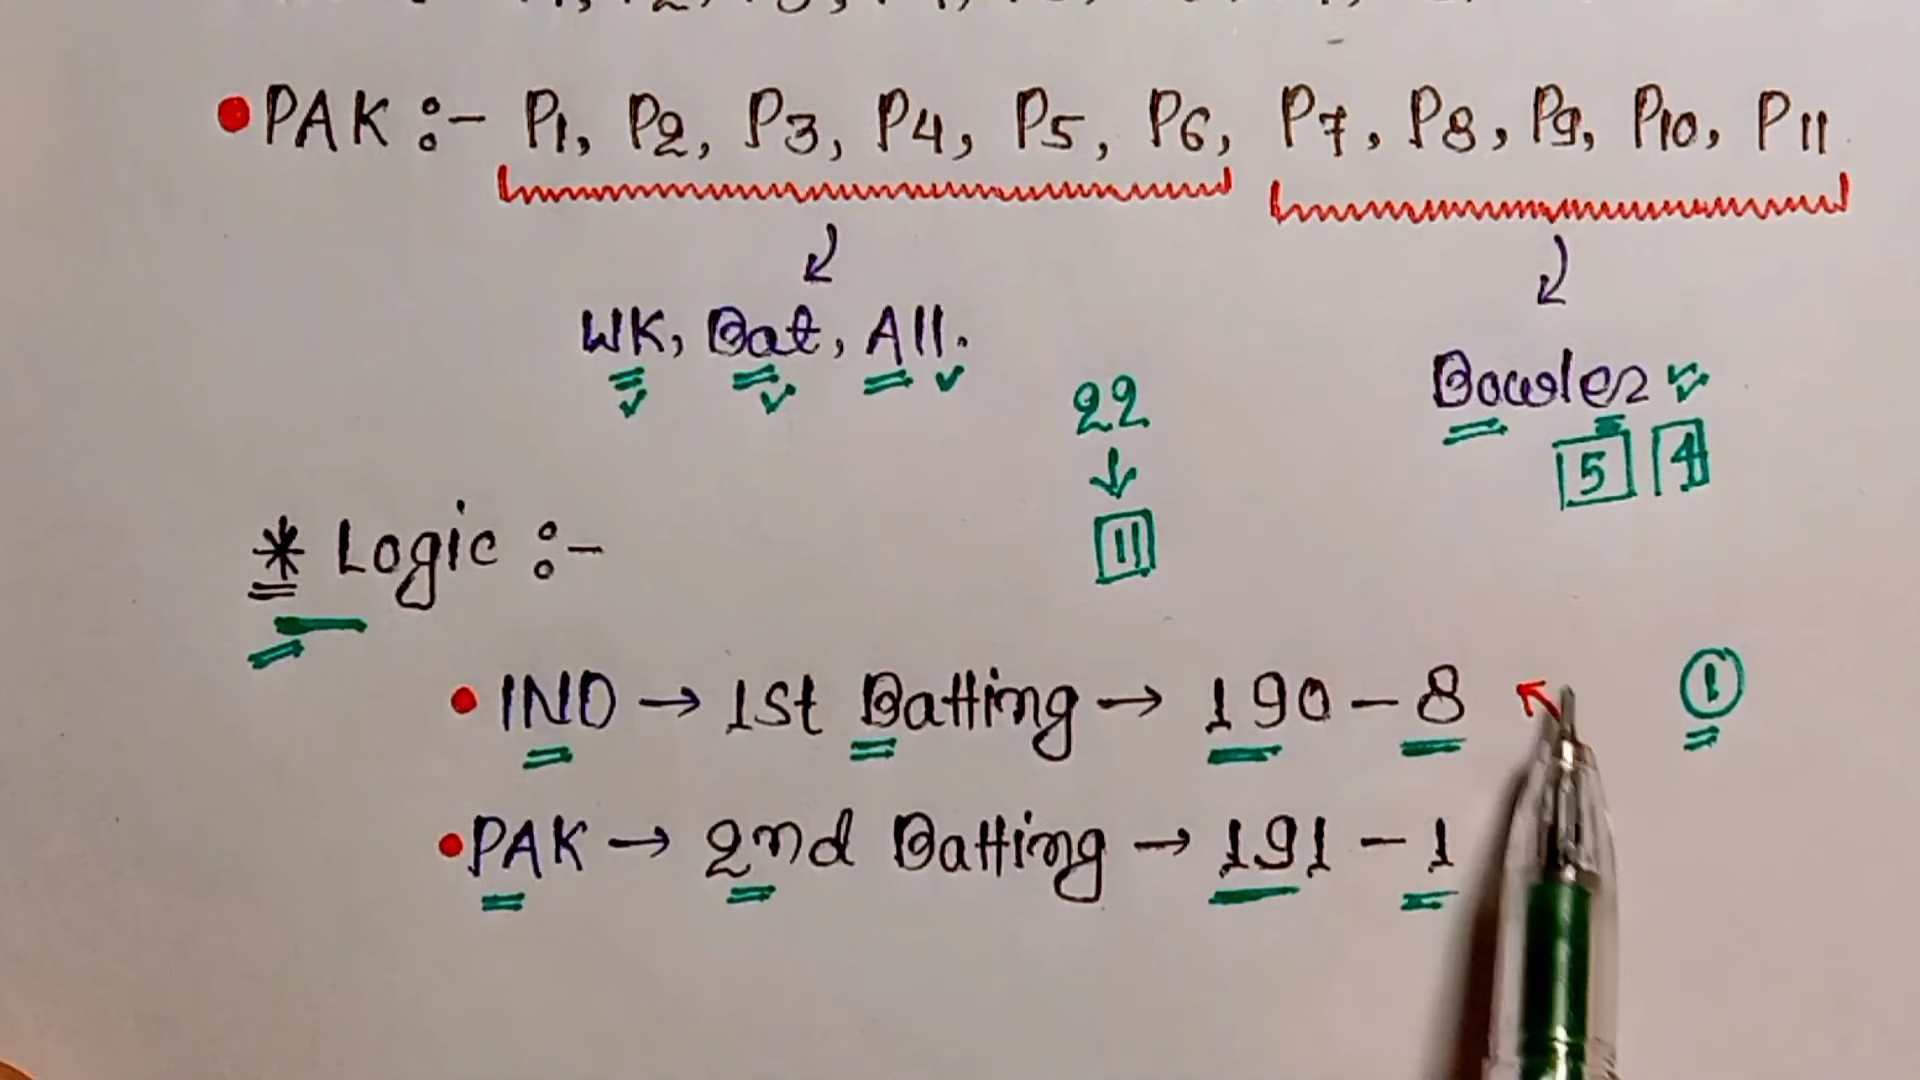 PAK :- P1, P2, P3, P4, P5, P6, P7, P8, P9, P10, P11
WK, Bat, All.
Bowler
22
5 4
11
* Logic :-
IND → 1st Batting → 190 - 8
1
PAK → 2nd Batting → 191 - 1